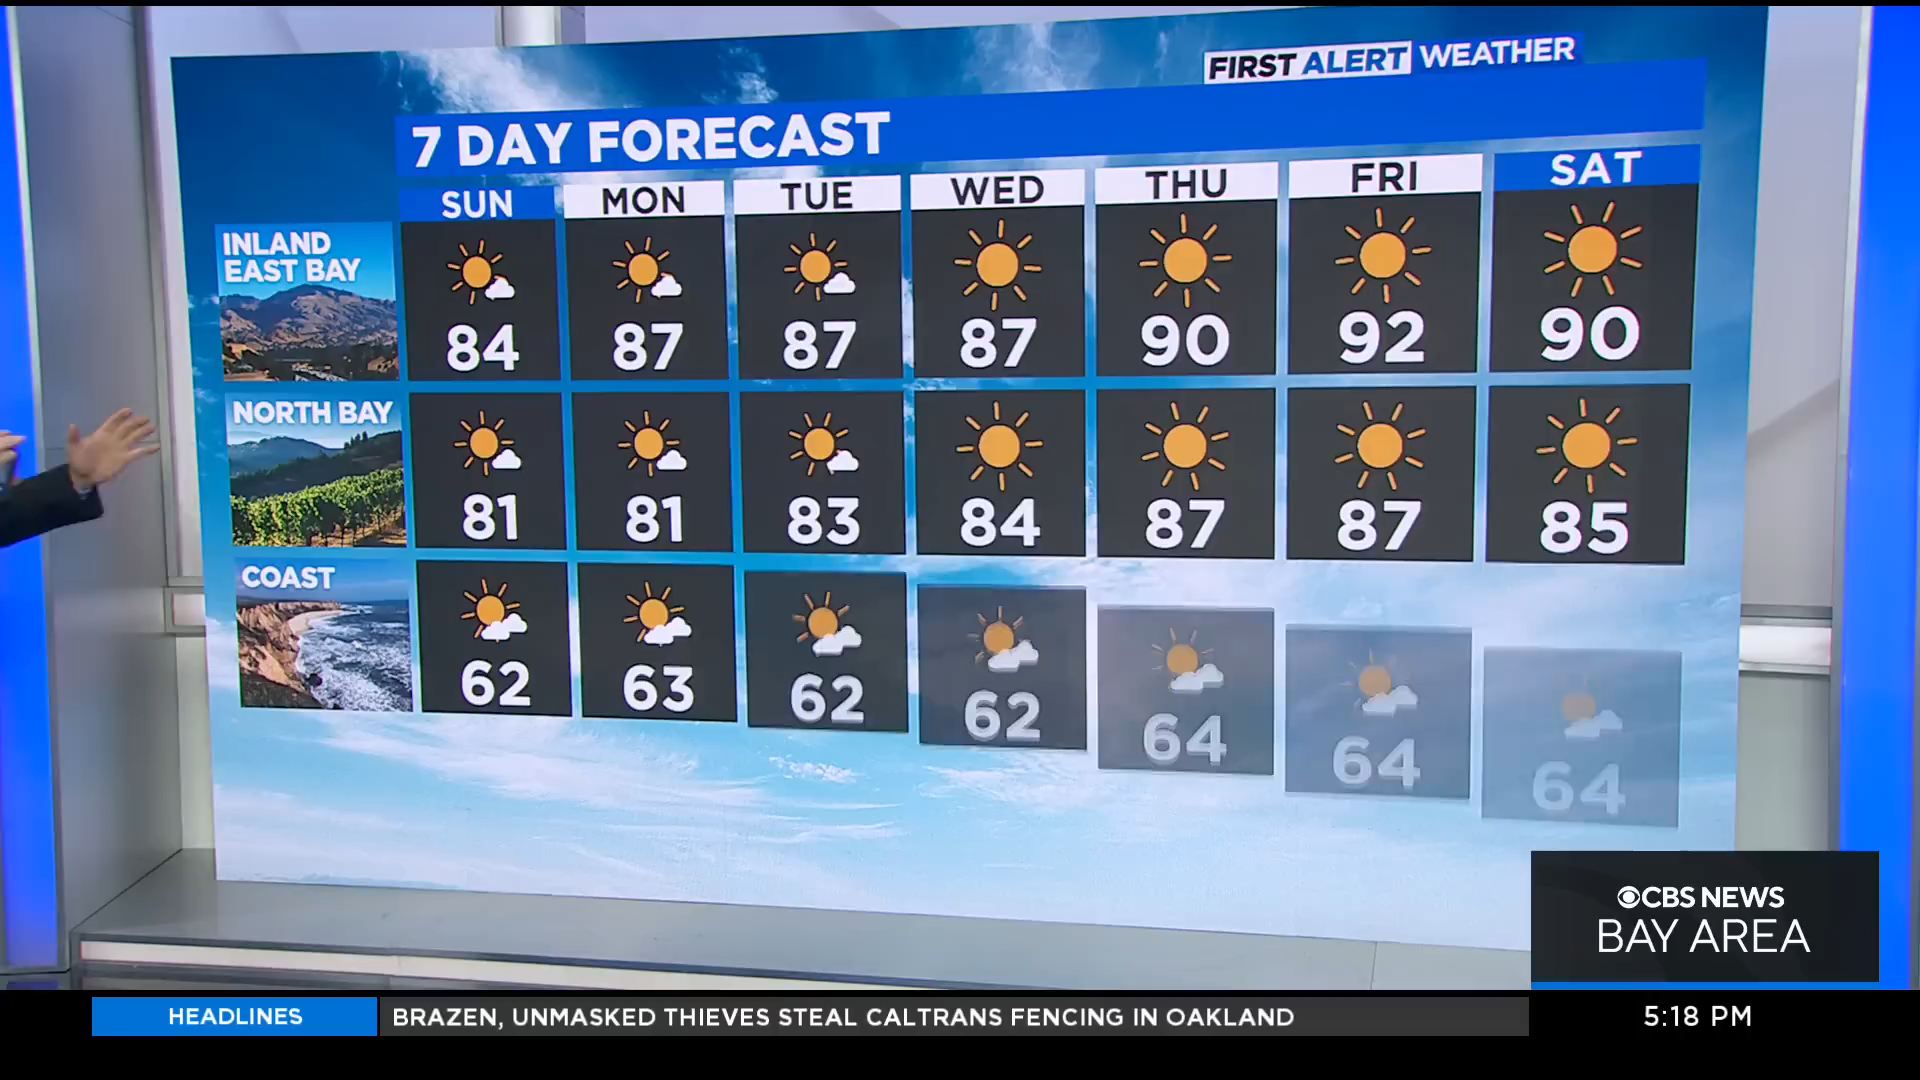 FIRST ALERT WEATHER
7 DAY FORECAST
SUN MON TUE WED THU FRI SAT
INLAND
EAST BAY
84 87 87 87 90 92 90
NORTH BAY
81 81 83 84 87 87 85
COAST
62 63 62 62 64 64 64
CBS NEWS
BAY AREA
HEADLINES BRAZEN, UNMASKED THIEVES STEAL CALTRANS FENCING IN OAKLAND 5:18 PM